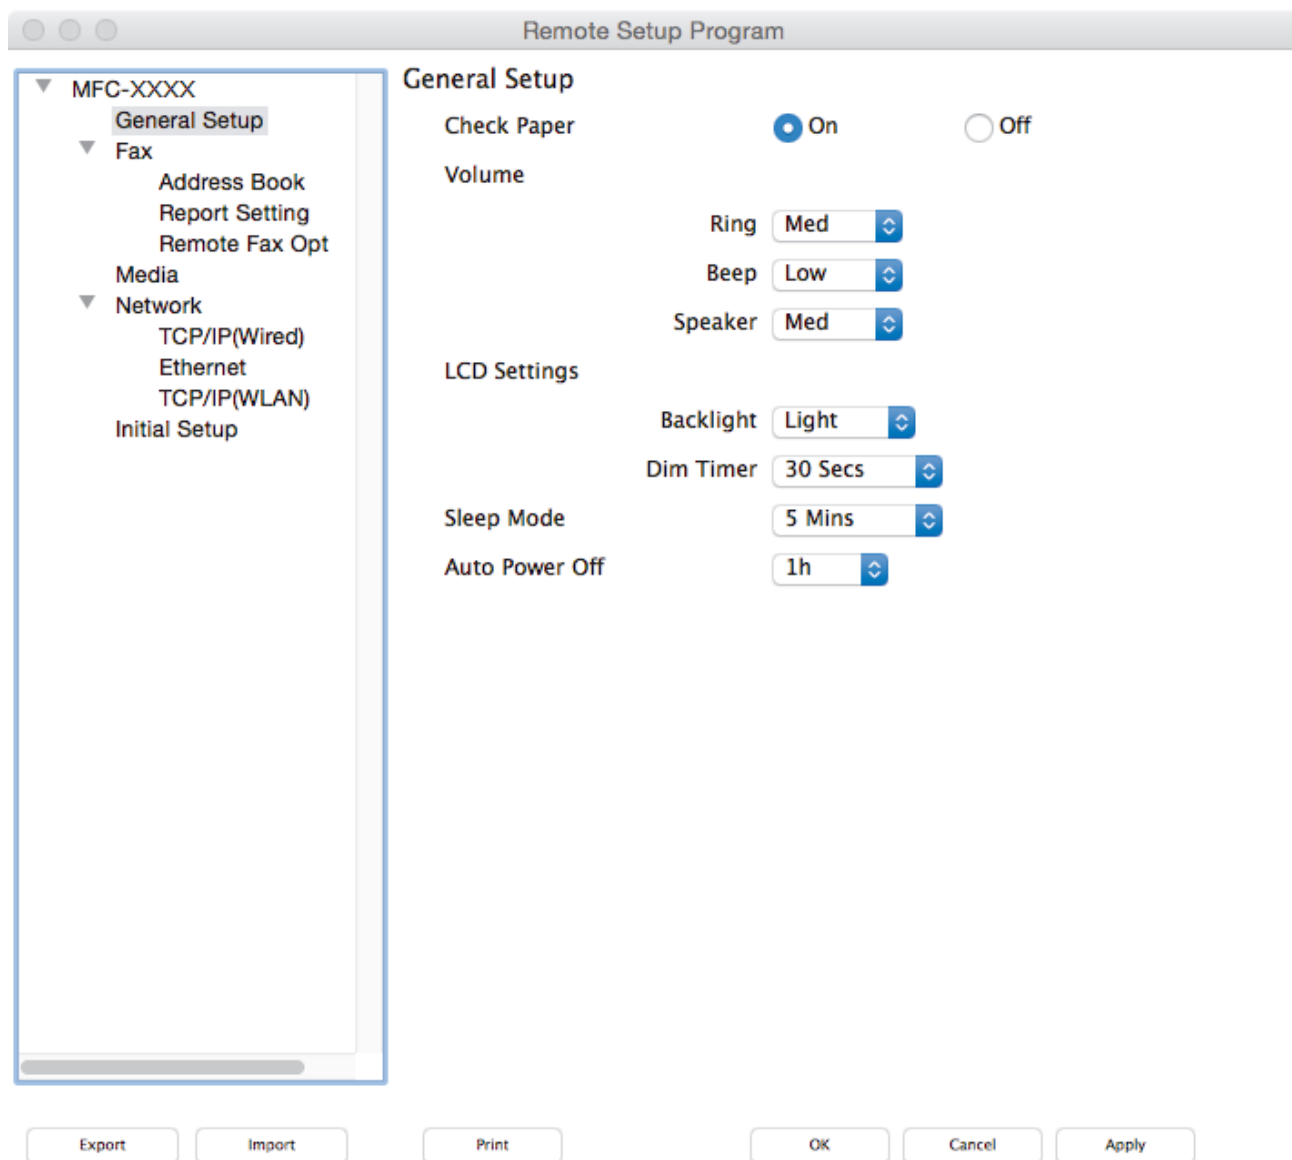 Remote Setup Program
MFC-XXXX
General Setup
Fax
Address Book
Report Setting
Remote Fax Opt
Media
Network
TCP/IP(Wired)
Ethernet
TCP/IP(WLAN)
Initial Setup
General Setup
Check Paper On Off
Volume
Ring Med
Beep Low
Speaker Med
LCD Settings
Backlight Light
Dim Timer 30 Secs
Sleep Mode 5 Mins
Auto Power Off 1h
Export Import Print OK Cancel Apply